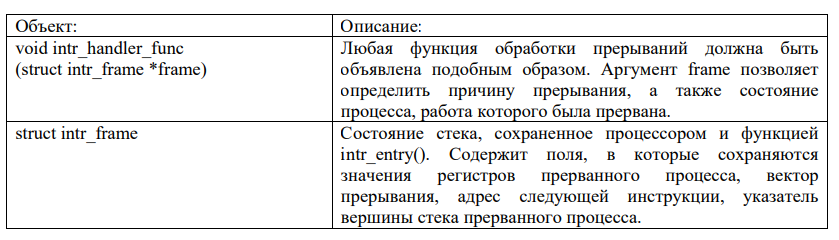 Объект:
Описание:
void intr_handler_func
(struct intr_frame *frame)
Любая функция обработки прерываний должна быть
объявлена подобным образом. Аргумент frame позволяет
определить причину прерывания, а также состояние
процесса, работа которого была прервана.
struct intr_frame
Состояние стека, сохраненное процессором и функцией
intr_entry(). Содержит поля, в которые сохраняются
значения регистров прерванного процесса, вектор
прерывания, адрес следующей инструкции, указатель
вершины стека прерванного процесса.